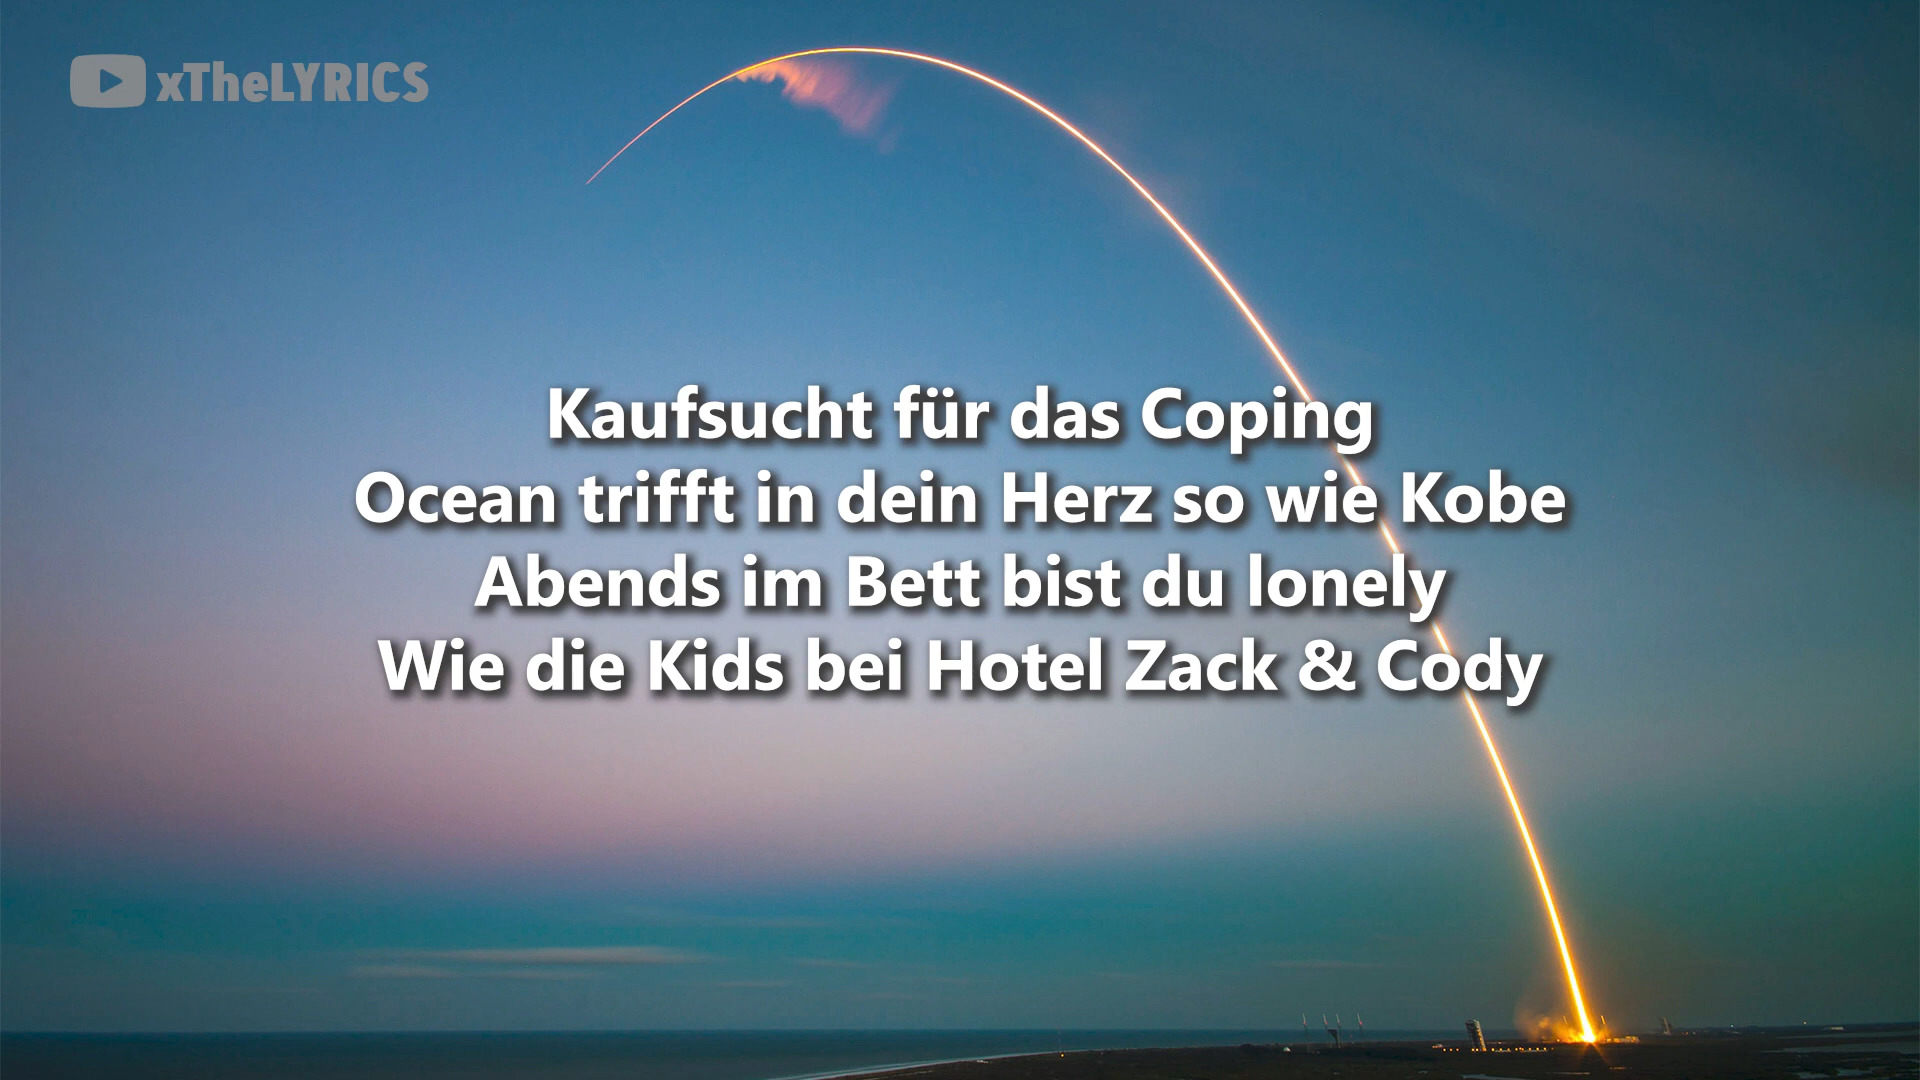 xTheLYRICS
Kaufsucht für das Coping
Ocean trifft in dein Herz so wie Kobe
Abends im Bett bist du lonely
Wie die Kids bei Hotel Zack & Cody